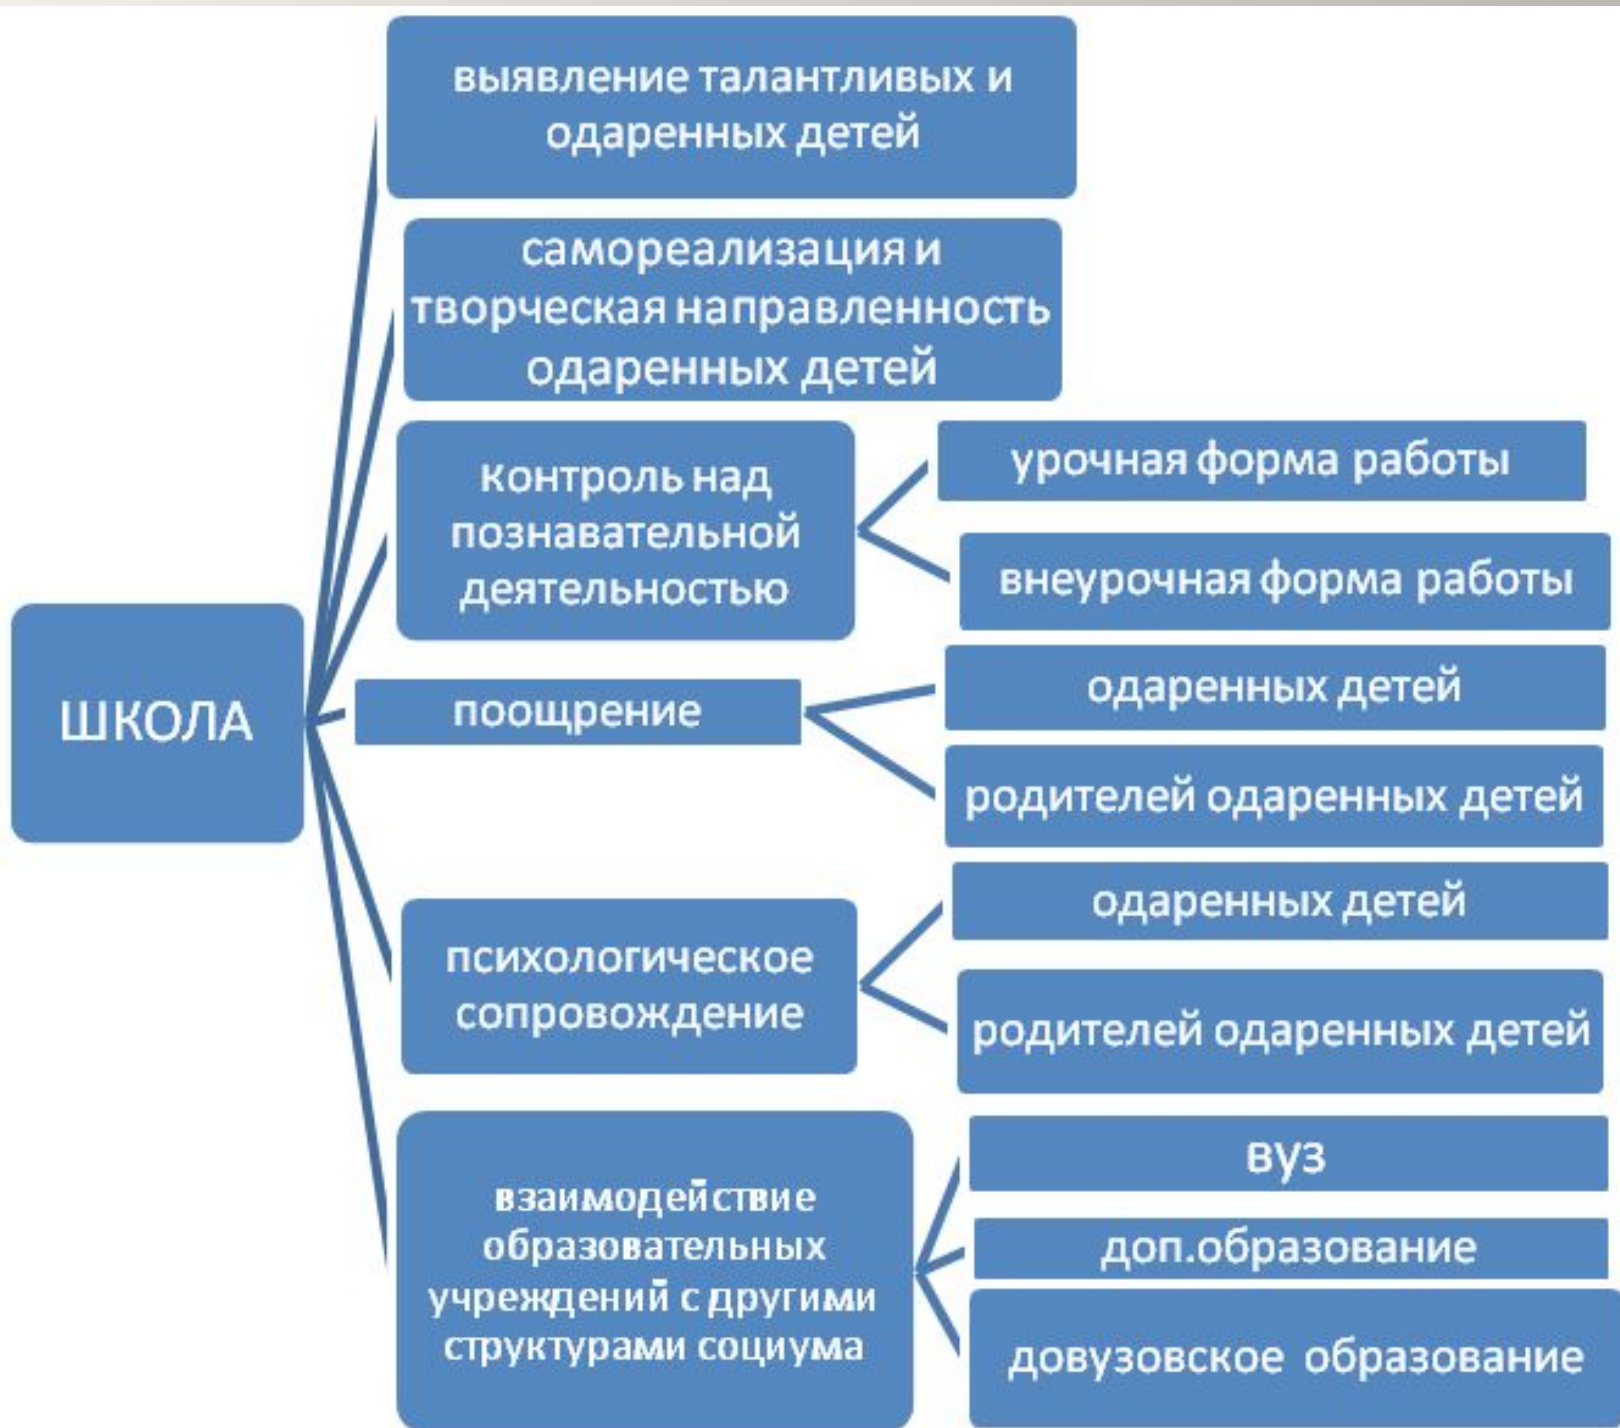 выявление талантливых и
одаренных детей
самореализация и
творческая направленность
одаренных детей
контроль над
познавательной
деятельностью
урочная форма работы
внеурочная форма работы
ШКОЛА
поощрение
одаренных детей
родителей одаренных детей
психологическое
сопровождение
одаренных детей
родителей одаренных детей
взаимодействие
образовательных
учреждений с другими
структурами социума
вуз
доп.образование
довузовское образование